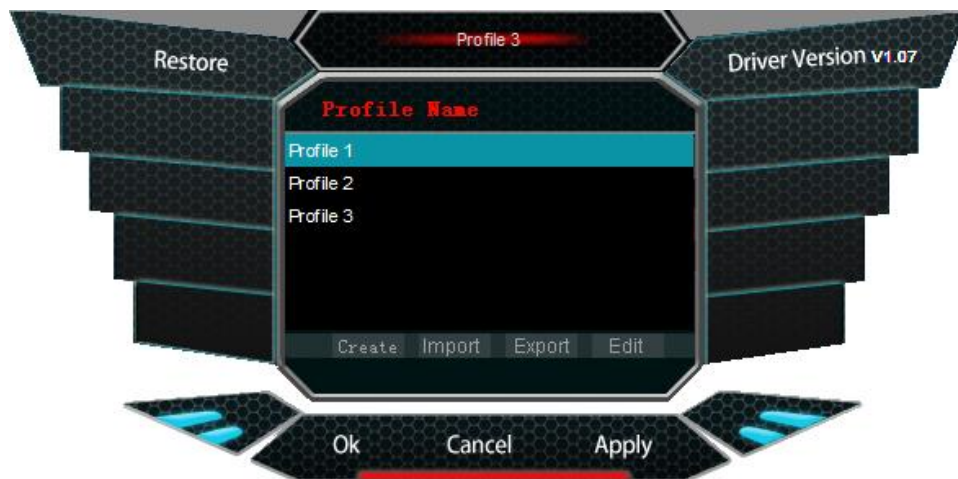 Profile 3
Restore
Driver Version V1.07
Profile Name
Profile 1
Profile 2
Profile 3
Create Import Export Edit
Ok Cancel Apply